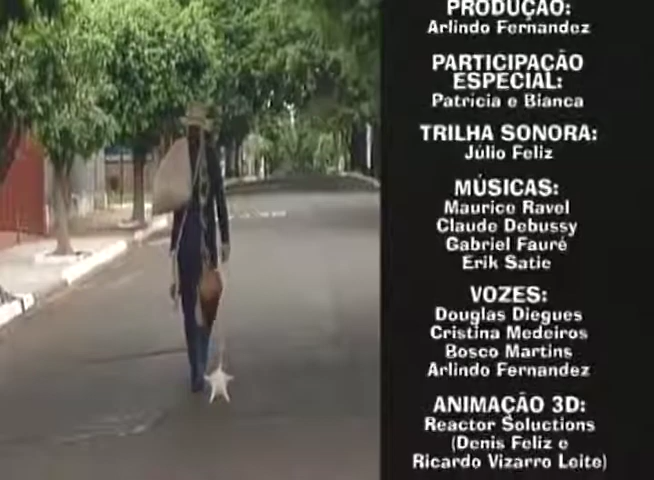 PRODUÇÃO:
Arlindo Fernandez
PARTICIPAÇÃO
ESPECIAL:
Patrícia e Bianca
TRILHA SONORA:
Júlio Feliz
MÚSICAS:
Maurice Ravel
Claude Debussy
Gabriel Fauré
Erik Satie
VOZES:
Douglas Diegues
Cristina Medeiros
Bosco Martins
Arlindo Fernandez
ANIMAÇÃO 3D:
Reactor Soluctions
(Denis Feliz e
Ricardo Vizarro Leite)